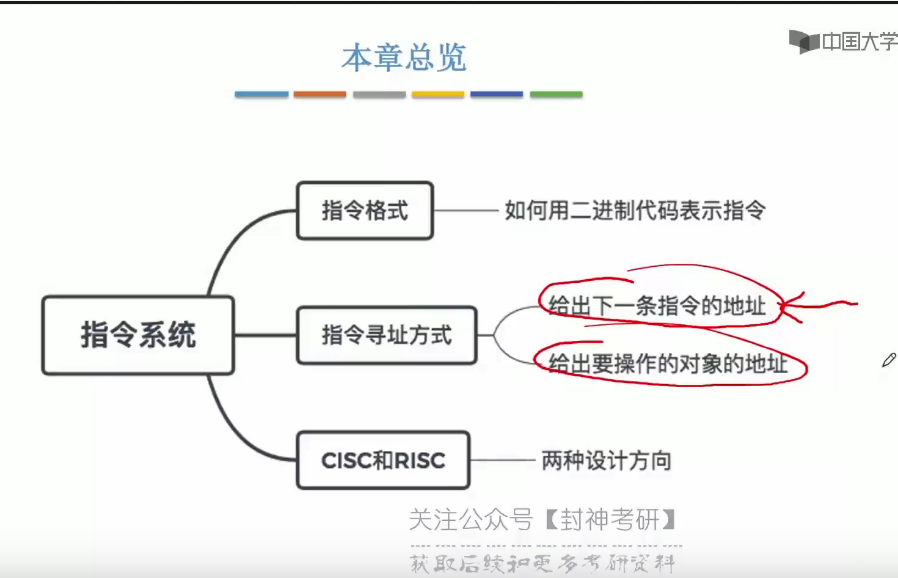 本章总览
中国大学
指令格式
如何用二进制代码表示指令
指令系统
指令寻址方式
给出下一条指令的地址
给出要操作的对象的地址
CISC和RISC
两种设计方向
关注公众号【封神考研】
获取后续和更多考研资料